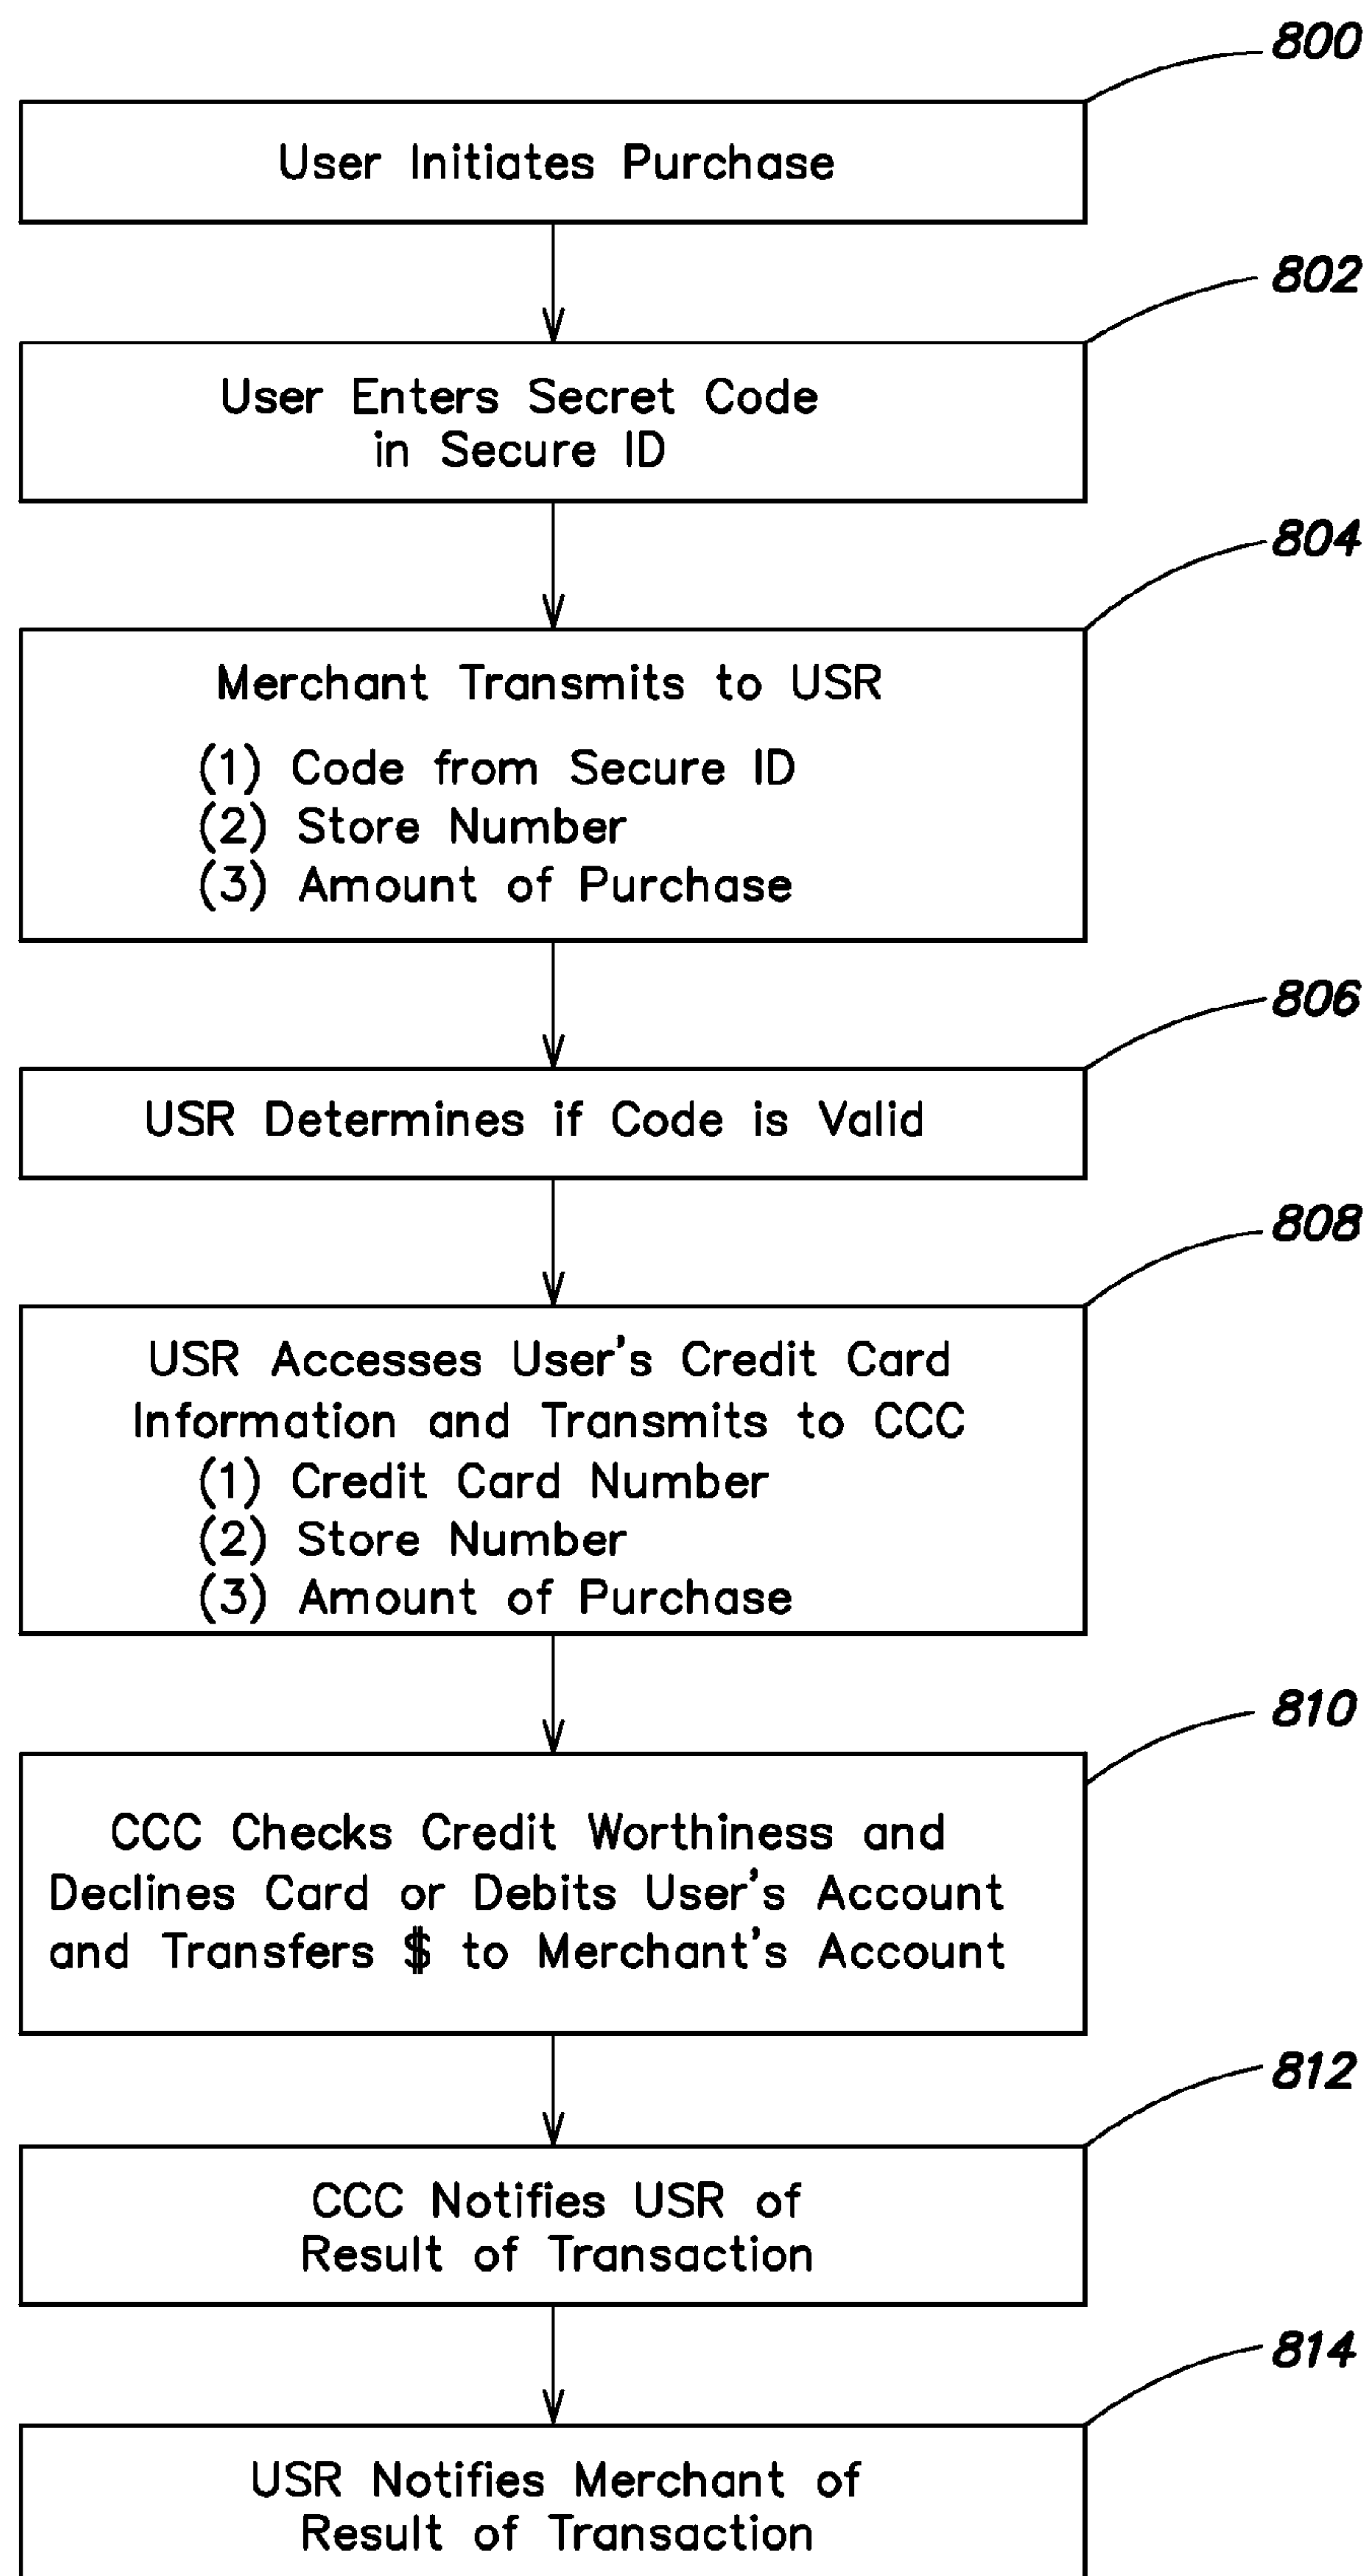 800
User Initiates Purchase
802
User Enters Secret Code
in Secure ID
804
Merchant Transmits to USR
(1) Code from Secure ID
(2) Store Number
(3) Amount of Purchase
806
USR Determines if Code is Valid
808
USR Accesses User's Credit Card
Information and Transmits to CCC
(1) Credit Card Number
(2) Store Number
(3) Amount of Purchase
810
CCC Checks Credit Worthiness and
Declines Card or Debits User's Account
and Transfers $ to Merchant's Account
812
CCC Notifies USR of
Result of Transaction
814
USR Notifies Merchant of
Result of Transaction